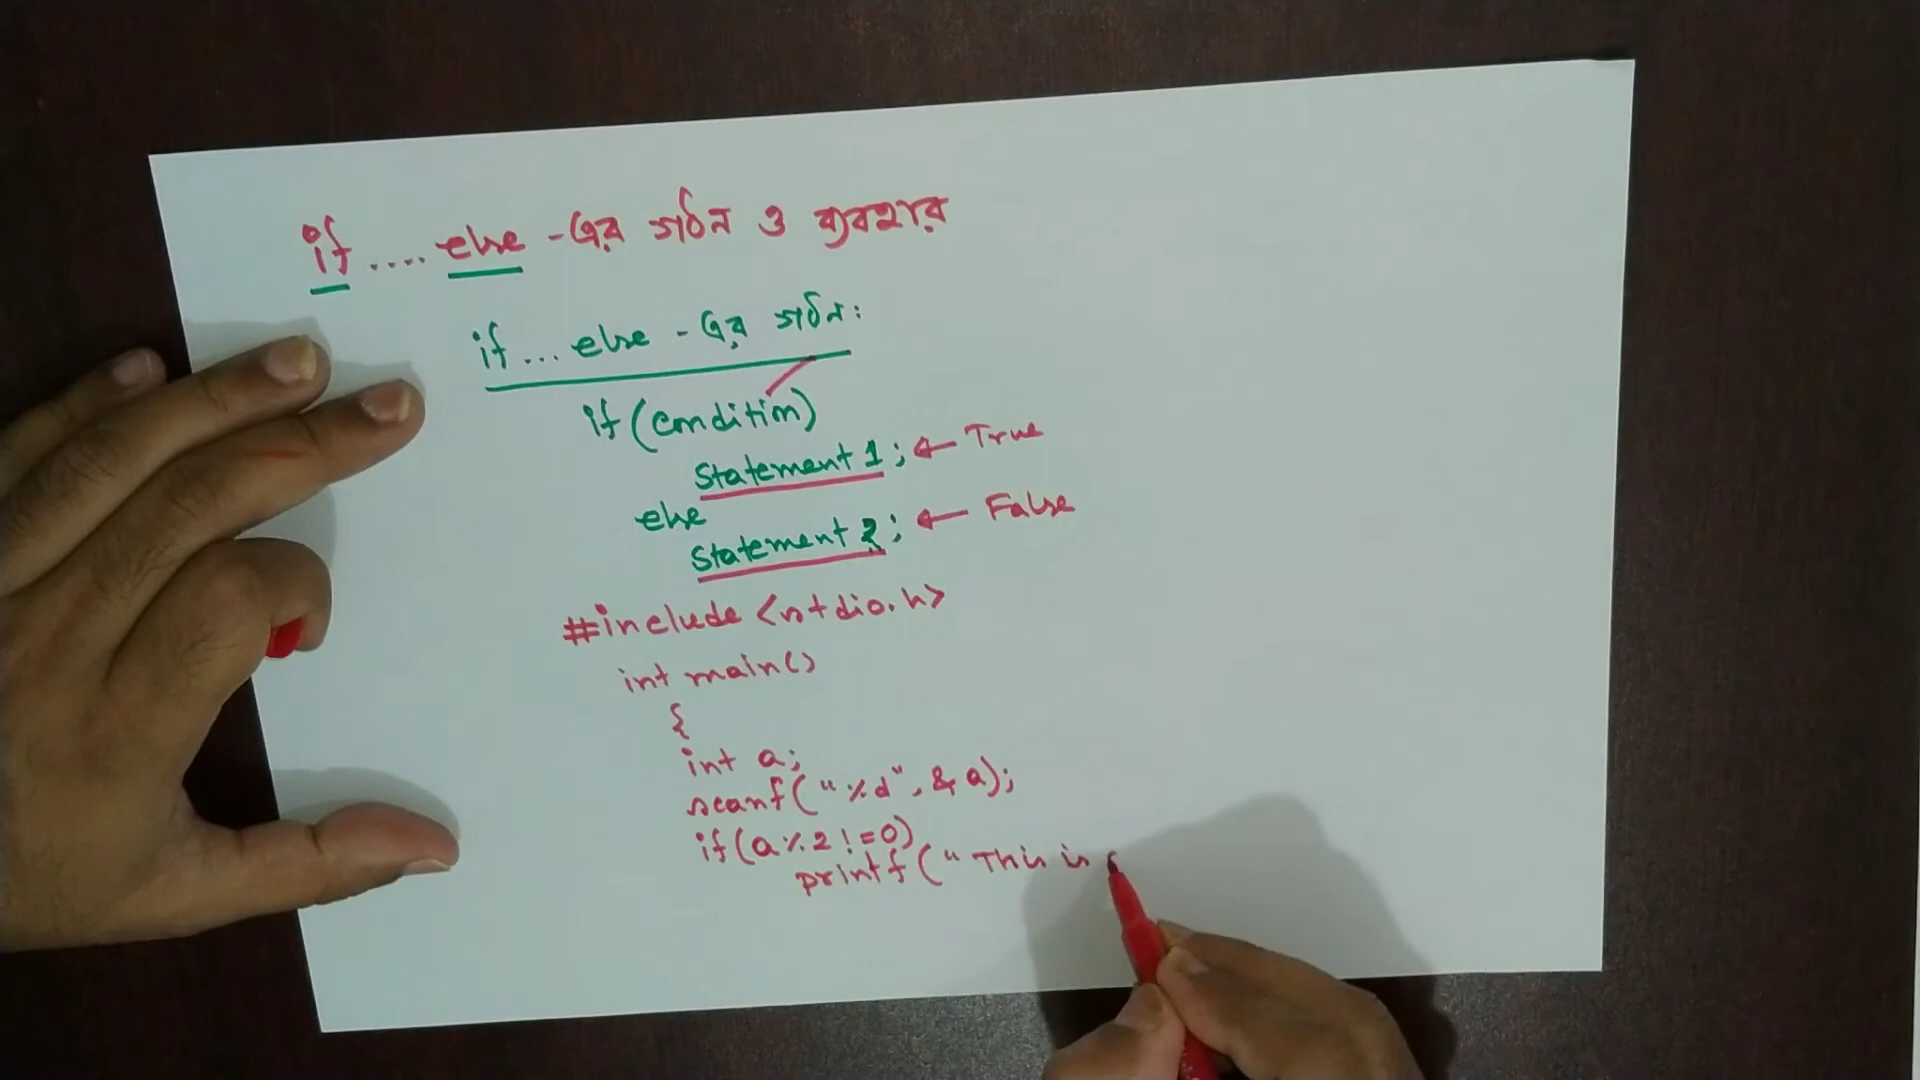 if .... else -এর গঠন ও ব্যবহার
if ... else - এর গঠন:
if (condition)
Statement 1; ← True
else
Statement 2; ← False
#include <stdio.h>
int main()
{
int a;
scanf("%d", &a);
if(a%2!=0)
printf("This is